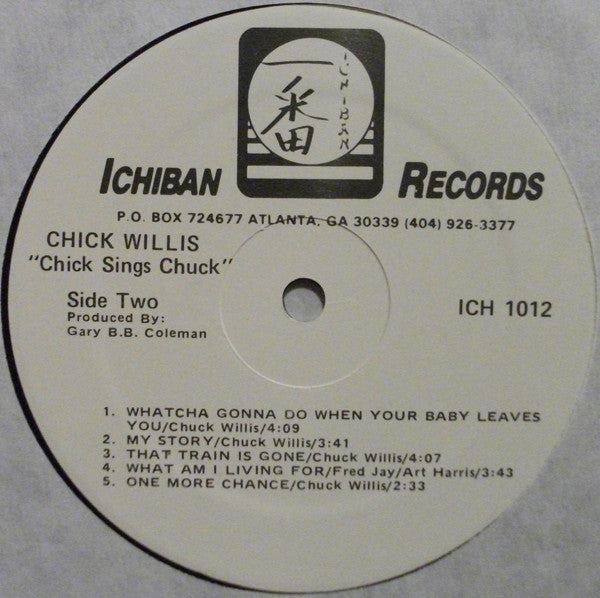 一番
ICHIBAN
ICHIBAN RECORDS
P.O. BOX 724677 ATLANTA, GA 30339 (404) 926-3377
CHICK WILLIS
"Chick Sings Chuck"
Side Two
Produced By:
Gary B.B. Coleman
ICH 1012
1. WHATCHA GONNA DO WHEN YOUR BABY LEAVES
YOU/Chuck Willis/4:09
2. MY STORY/Chuck Willis/3:41
3. THAT TRAIN IS GONE/Chuck Willis/4:07
4. WHAT AM I LIVING FOR/Fred Jay/Art Harris/3:43
5. ONE MORE CHANCE/Chuck Willis/2:33